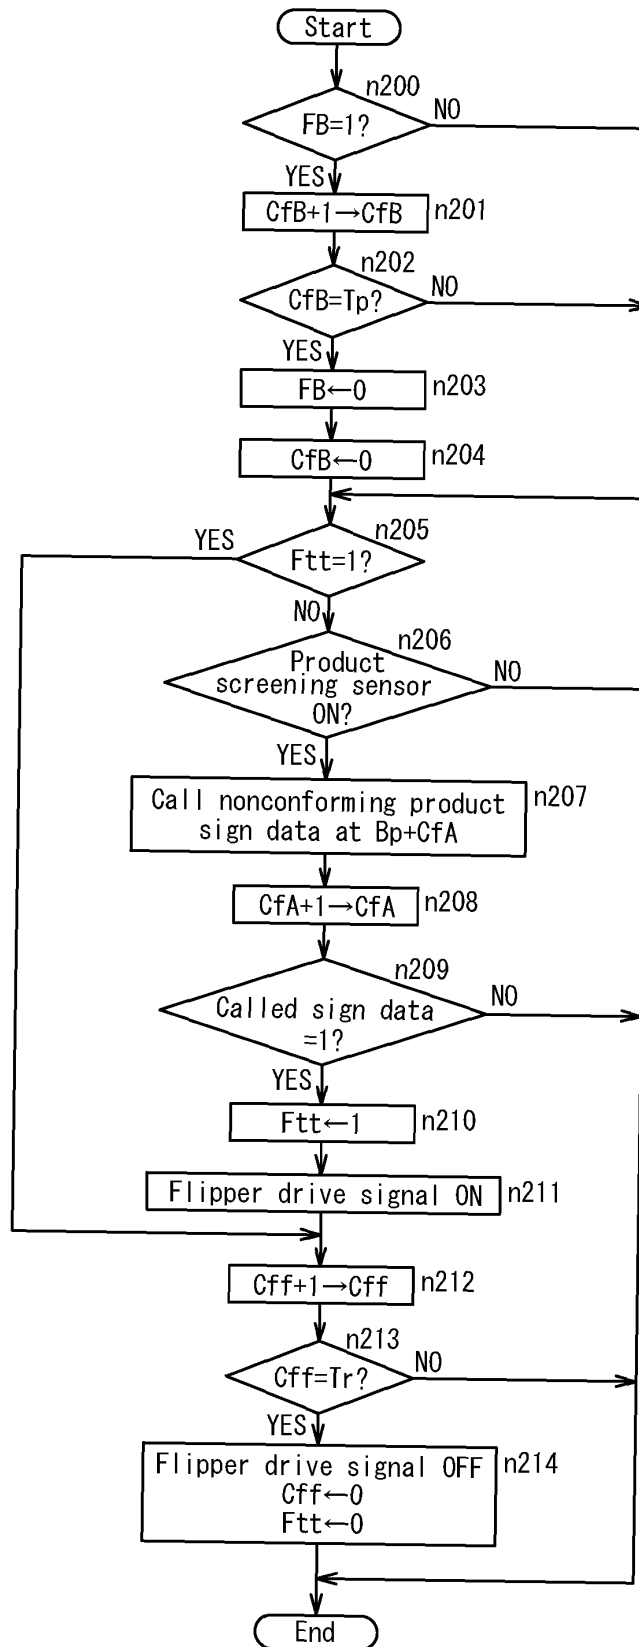 Start
n200
FB=1?
NO
YES
CfB+1→CfB
n201
n202
CfB=Tp?
NO
YES
FB←0
n203
CfB←0
n204
n205
YES
Ftt=1?
NO
n206
Product
screening sensor
ON?
NO
YES
Call nonconforming product
sign data at Bp+CfA
n207
CfA+1→CfA
n208
n209
Called sign data
=1?
NO
YES
Ftt←1
n210
Flipper drive signal ON
n211
Cff+1→Cff
n212
n213
Cff=Tr?
NO
YES
Flipper drive signal OFF
Cff←0
Ftt←0
n214
End